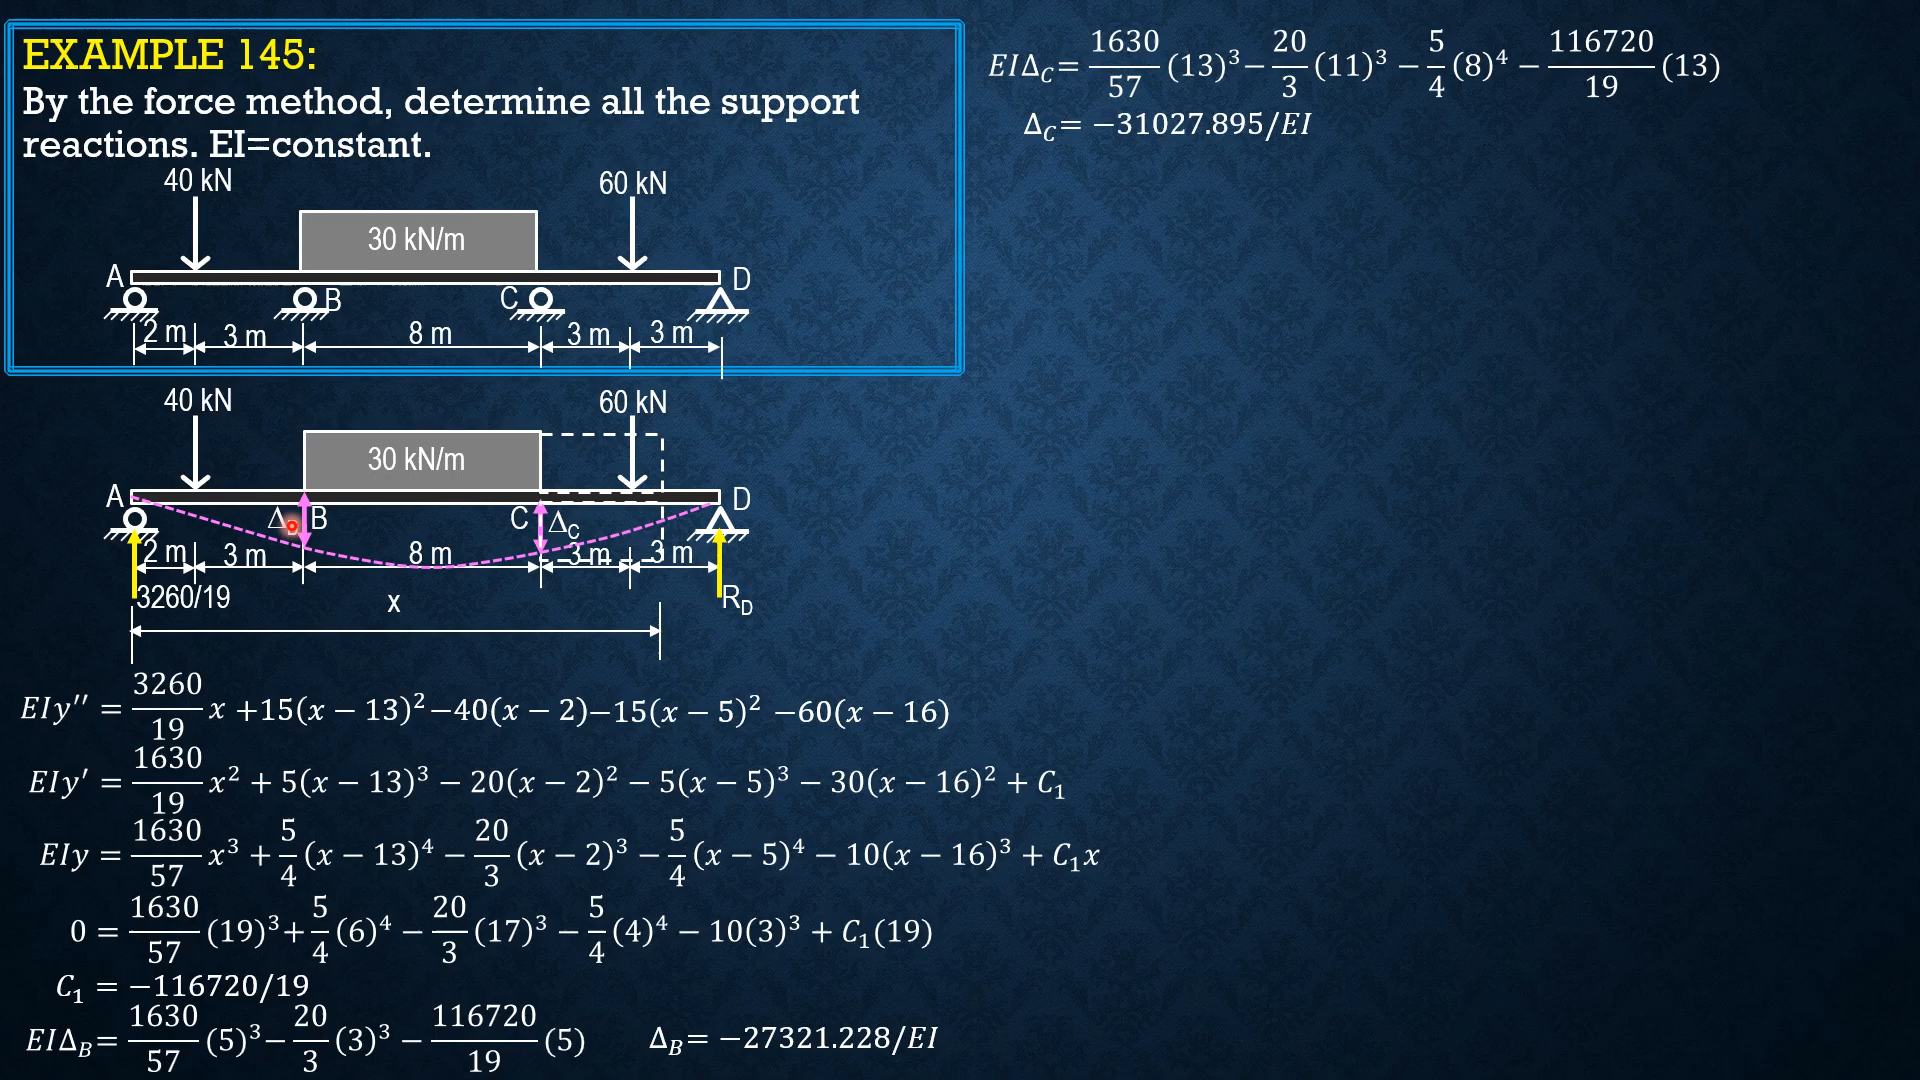 EXAMPLE 145:
By the force method, determine all the support
reactions. EI=constant.
40 kN 60 kN
30 kN/m
A D
B C
2 m 3 m 8 m 3 m 3 m
40 kN 60 kN
30 kN/m
A D
Δ B C Δ_C
2 m 3 m 8 m 3 m 3 m
3260/19 x R_D
EIy'' = 3260/19 x +15(x − 13)² −40(x − 2)−15(x − 5)² −60(x − 16)
EIy' = 1630/19 x² + 5(x − 13)³ − 20(x − 2)² − 5(x − 5)³ − 30(x − 16)² + C₁
EIy = 1630/57 x³ + 5/4 (x − 13)⁴ − 20/3 (x − 2)³ − 5/4 (x − 5)⁴ − 10(x − 16)³ + C₁x
0 = 1630/57 (19)³+ 5/4 (6)⁴ − 20/3 (17)³ − 5/4 (4)⁴ − 10(3)³ + C₁(19)
C₁ = −116720/19
EIΔ_B= 1630/57 (5)³− 20/3 (3)³ − 116720/19 (5) Δ_B= −27321.228/EI
EIΔ_C= 1630/57 (13)³− 20/3 (11)³ − 5/4 (8)⁴ − 116720/19 (13)
Δ_C= −31027.895/EI